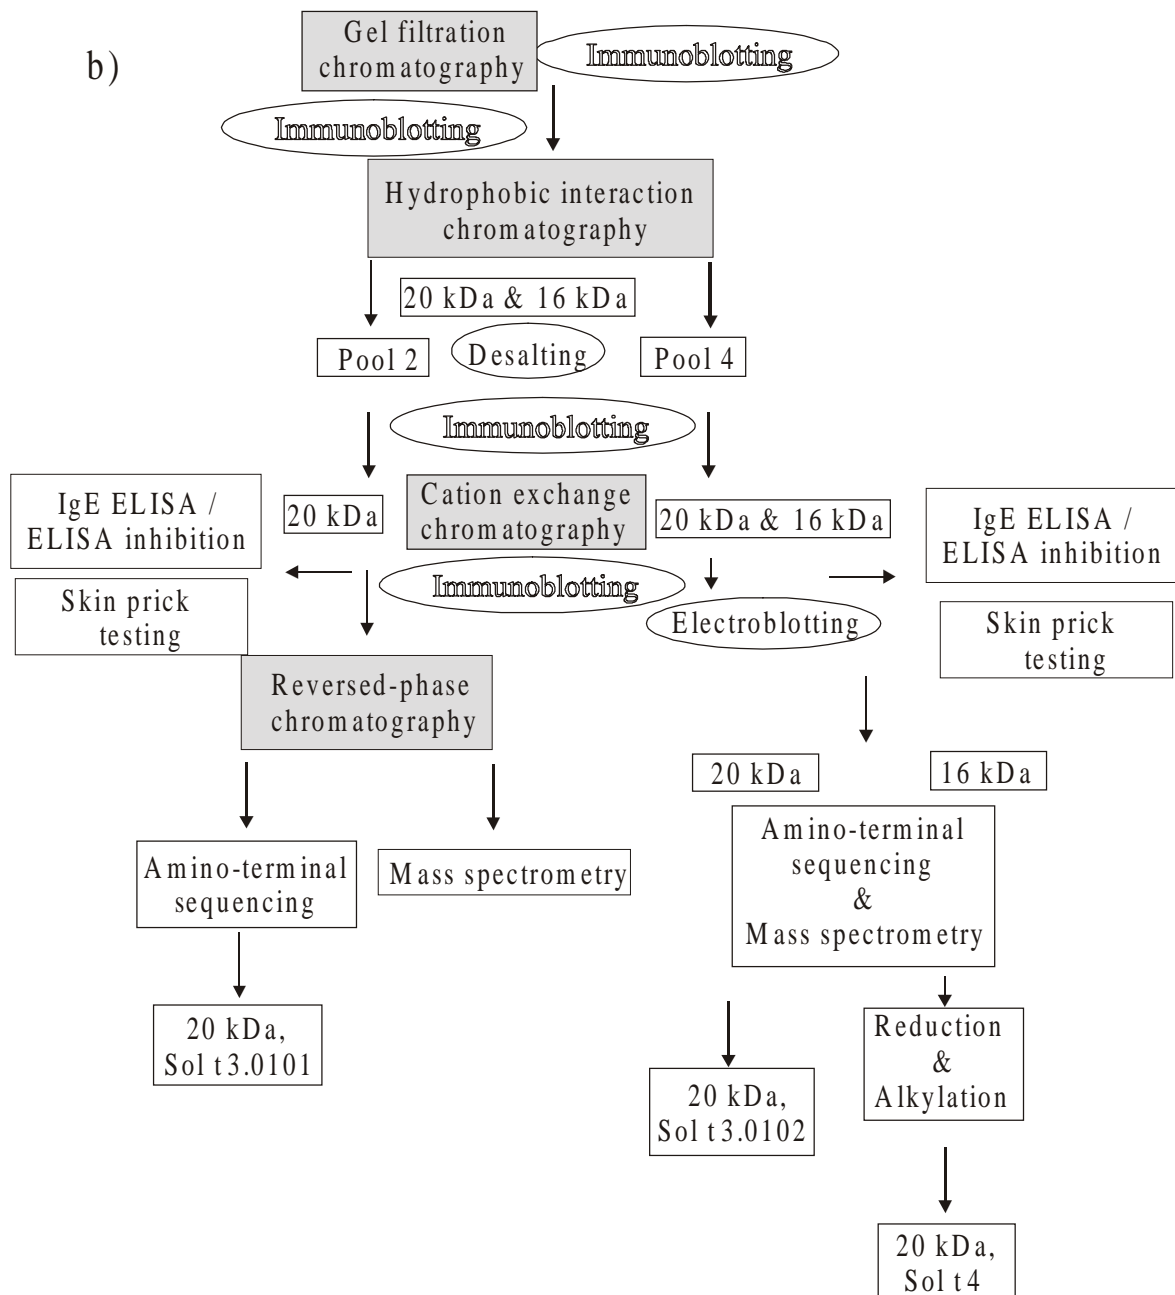 b)
Gel filtration
chromatography
Immunoblotting
Immunoblotting
Hydrophobic interaction
chromatography
20 kDa & 16 kDa
Pool 2
Desalting
Pool 4
Immunoblotting
IgE ELISA /
ELISA inhibition
20 kDa
Cation exchange
chromatography
20 kDa & 16 kDa
IgE ELISA /
ELISA inhibition
Skin prick
testing
Immunoblotting
Electroblotting
Skin prick
testing
Reversed-phase
chromatography
20 kDa
16 kDa
Amino-terminal
sequencing
Mass spectrometry
Amino-terminal
sequencing
&
Mass spectrometry
20 kDa,
Sol t3.0101
Reduction
&
Alkylation
20 kDa,
Sol t3.0102
20 kDa,
Sol t4